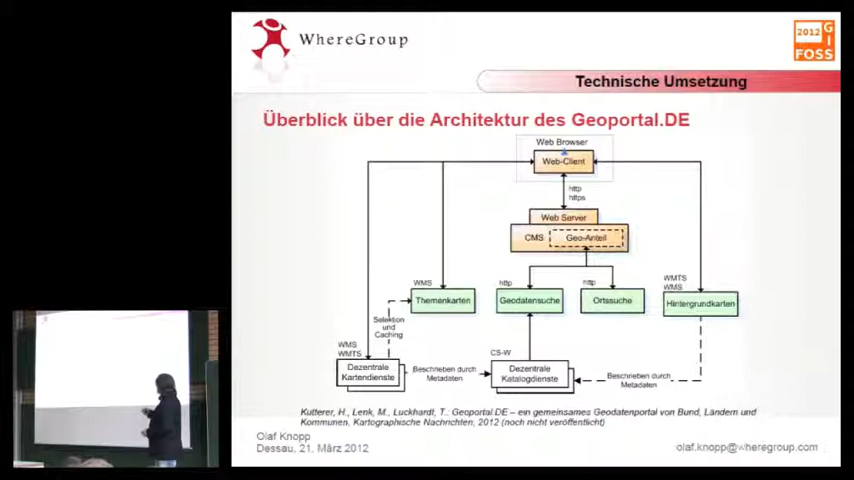 WhereGroup
2012
G
I
FOSS
Technische Umsetzung
Überblick über die Architektur des Geoportal.DE
Web Browser
Web-Client
http
https
Web Server
CMS
Geo-Anteil
WMS
Themenkarten
http
Geodatensuche
http
Ortssuche
WMTS
WMS
Hintergrundkarten
Selektion
und
Caching
WMS
WMTS
Dezentrale
Kartendienste
Beschrieben durch
Metadaten
CS-W
Dezentrale
Katalogdienste
Beschrieben durch
Metadaten
Kutterer, H., Lenk, M., Luckhardt, T.: Geoportal.DE – ein gemeinsames Geodatenportal von Bund, Ländern und
Kommunen, Kartographische Nachrichten, 2012 (noch nicht veröffentlicht)
Olaf Knopp
Dessau, 21. März 2012
olaf.knopp@wheregroup.com